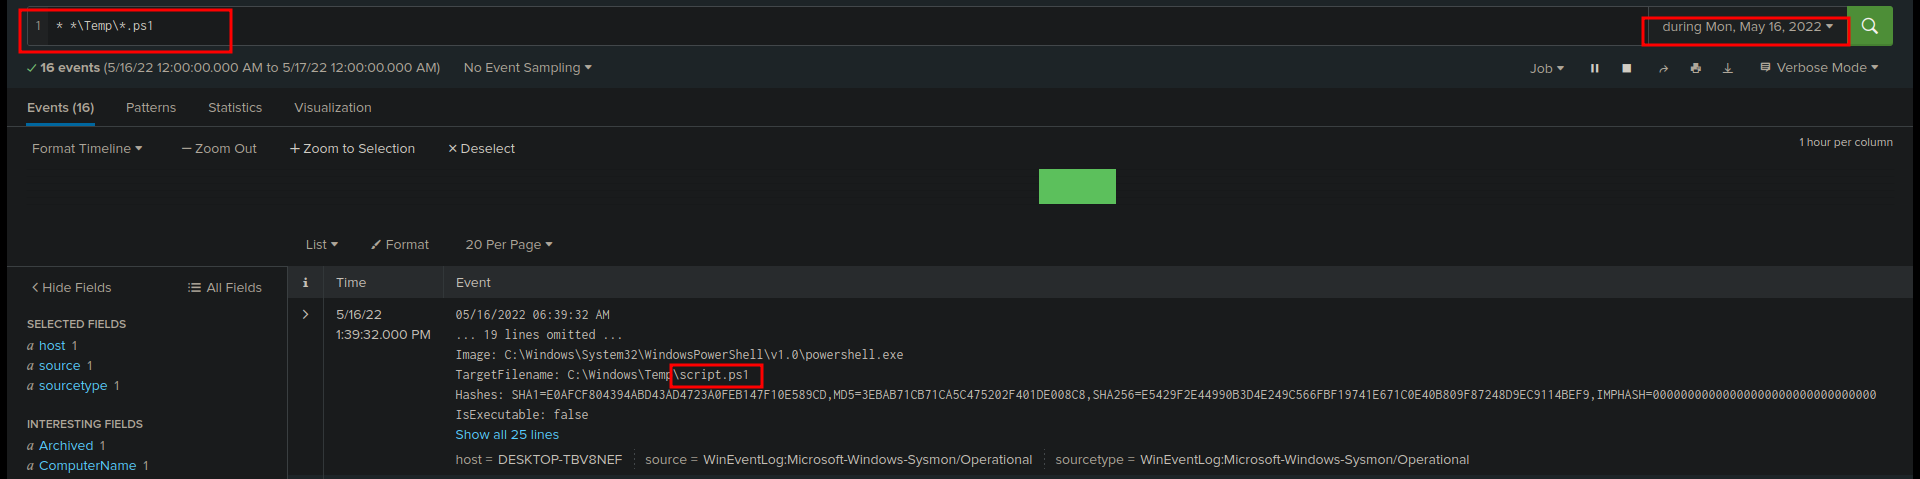 1 * *\Temp\*.ps1
during Mon, May 16, 2022
16 events (5/16/22 12:00:00.000 AM to 5/17/22 12:00:00.000 AM) No Event Sampling
Job Verbose Mode
Events (16) Patterns Statistics Visualization
Format Timeline — Zoom Out + Zoom to Selection × Deselect
1 hour per column
List Format 20 Per Page
< Hide Fields All Fields
i Time Event
SELECTED FIELDS
a host 1
a source 1
a sourcetype 1
INTERESTING FIELDS
a Archived 1
a ComputerName 1
> 5/16/22
1:39:32.000 PM
05/16/2022 06:39:32 AM
... 19 lines omitted ...
Image: C:\Windows\System32\WindowsPowerShell\v1.0\powershell.exe
TargetFilename: C:\Windows\Temp\script.ps1
Hashes: SHA1=E0AFCF804394ABD43AD4723A0FEB147F10E589CD,MD5=3EBAB71CB71CA5C475202F401DE008C8,SHA256=E5429F2E44990B3D4E249C566FBF19741E671C0E40B809F87248D9EC9114BEF9,IMPHASH=00000000000000000000000000000000
IsExecutable: false
Show all 25 lines
host = DESKTOP-TBV8NEF source = WinEventLog:Microsoft-Windows-Sysmon/Operational sourcetype = WinEventLog:Microsoft-Windows-Sysmon/Operational